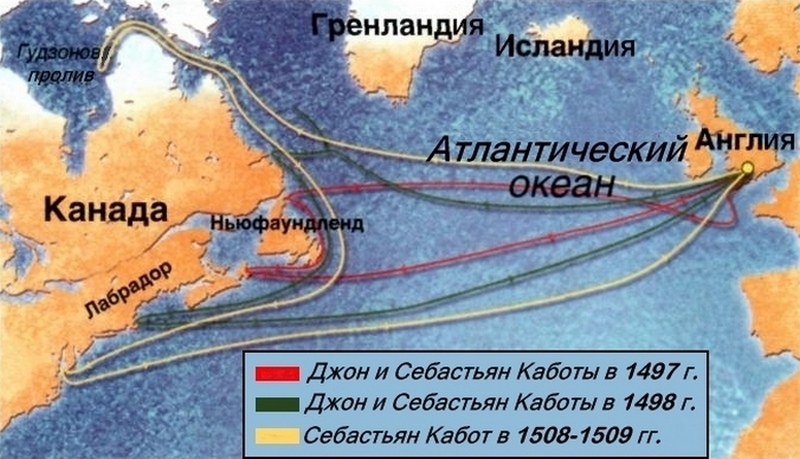 Гренландия
Исландия
Гудзонов
пролив
Атлантический
океан
Англия
Канада
Ньюфаундленд
Лабрадор
Джон и Себастьян Каботы в 1497 г.
Джон и Себастьян Каботы в 1498 г.
Себастьян Кабот в 1508-1509 гг.